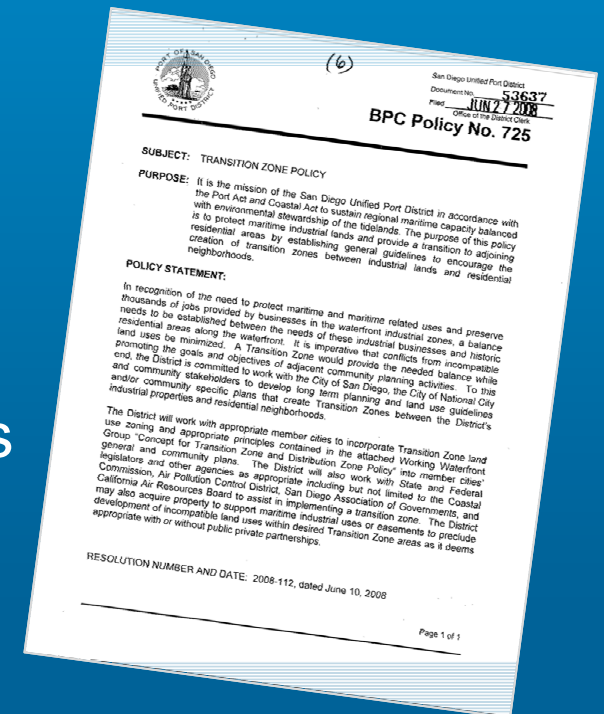 (6)
PORT OF SAN DIEGO
UNIFIED PORT DISTRICT
San Diego Unified Port District
Document No. 53637
Filed JUN 27 2008
Office of the District Clerk
BPC Policy No. 725
SUBJECT: TRANSITION ZONE POLICY
PURPOSE: It is the mission of the San Diego Unified Port District in accordance with
the Port Act and Coastal Act to sustain regional maritime capacity balanced
with environmental stewardship of the tidelands. The purpose of this policy
is to protect maritime industrial lands and provide a transition to adjoining
residential areas by establishing general guidelines to encourage the
creation of transition zones between industrial lands and residential
neighborhoods.
POLICY STATEMENT:
In recognition of the need to protect maritime and maritime related uses and preserve
thousands of jobs provided by businesses in the waterfront industrial zones, a balance
needs to be established between the needs of these industrial businesses and historic
residential areas along the waterfront. It is imperative that conflicts from incompatible
land uses be minimized. A Transition Zone would provide the needed balance while
promoting the goals and objectives of adjacent community planning activities. To this
end, the District is committed to work with the City of San Diego, the City of National City
and community stakeholders to develop long term planning and land use guidelines
and/or community specific plans that create Transition Zones between the District's
industrial properties and residential neighborhoods.
The District will work with appropriate member cities to incorporate Transition Zone land
use zoning and appropriate principles contained in the attached Working Waterfront
Group "Concept for Transition Zone and Distribution Zone Policy" into member cities'
general and community plans. The District will also work with State and Federal
legislators and other agencies as appropriate including but not limited to the Coastal
Commission, Air Pollution Control District, San Diego Association of Governments, and
California Air Resources Board to assist in implementing a transition zone. The District
may also acquire property to support maritime industrial uses or easements to preclude
development of incompatible land uses within desired Transition Zone areas as it deems
appropriate with or without public private partnerships.
RESOLUTION NUMBER AND DATE: 2008-112, dated June 10, 2008
Page 1 of 1
s